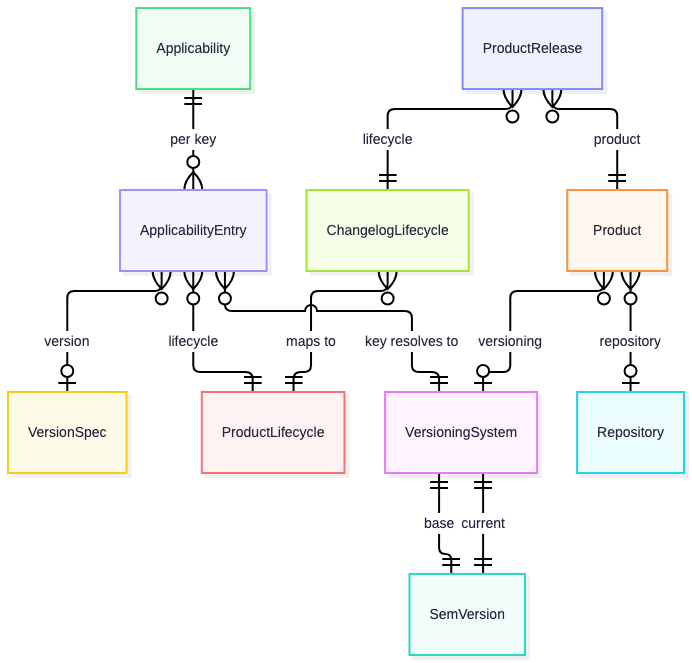 Applicability
ProductRelease
per key
lifecycle
product
ApplicabilityEntry
ChangelogLifecycle
Product
version
lifecycle
maps to
key resolves to
versioning
repository
VersionSpec
ProductLifecycle
VersioningSystem
Repository
base
current
SemVersion